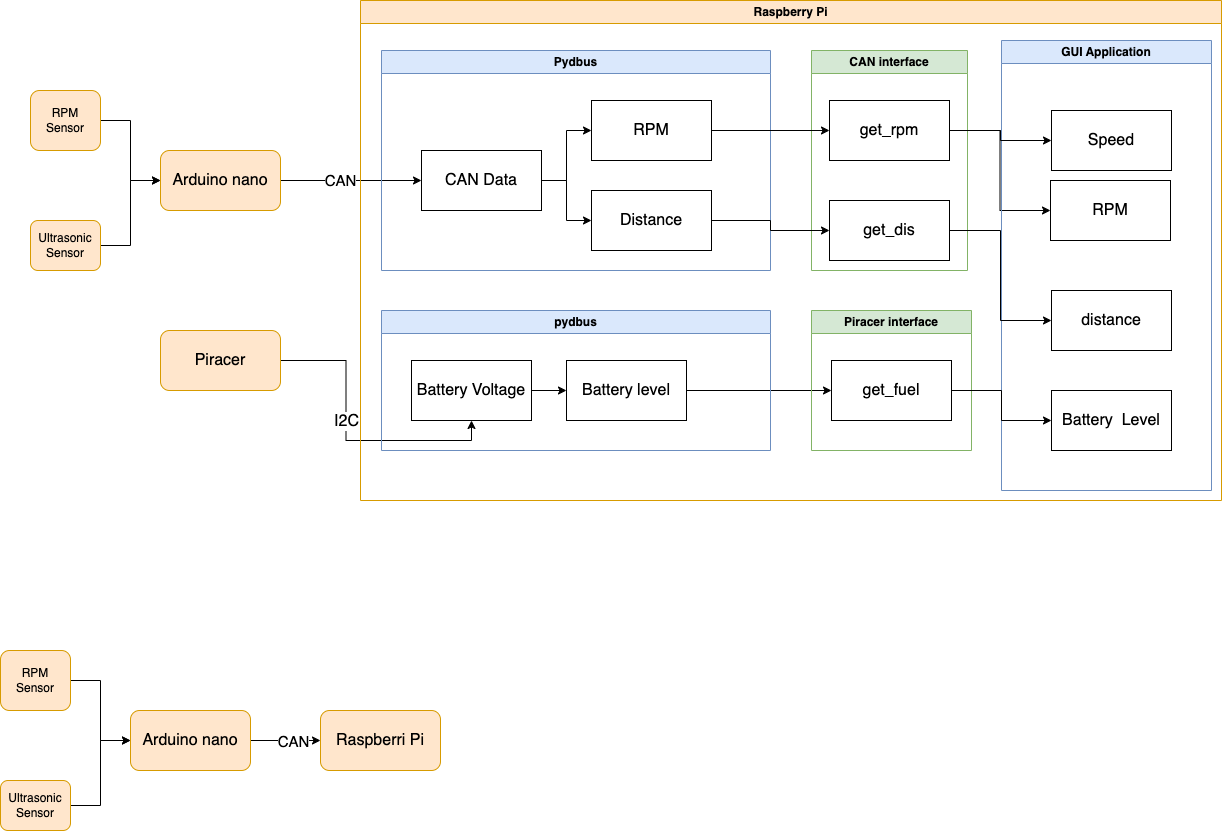 Raspberry Pi
Pydbus
CAN interface
GUI Application
RPM
Sensor
Ultrasonic
Sensor
Arduino nano
CAN
CAN Data
RPM
Distance
get_rpm
get_dis
Speed
RPM
distance
Piracer
I2C
pydbus
Piracer interface
Battery Voltage
Battery level
get_fuel
Battery  Level
RPM
Sensor
Ultrasonic
Sensor
Arduino nano
CAN
Raspberri Pi